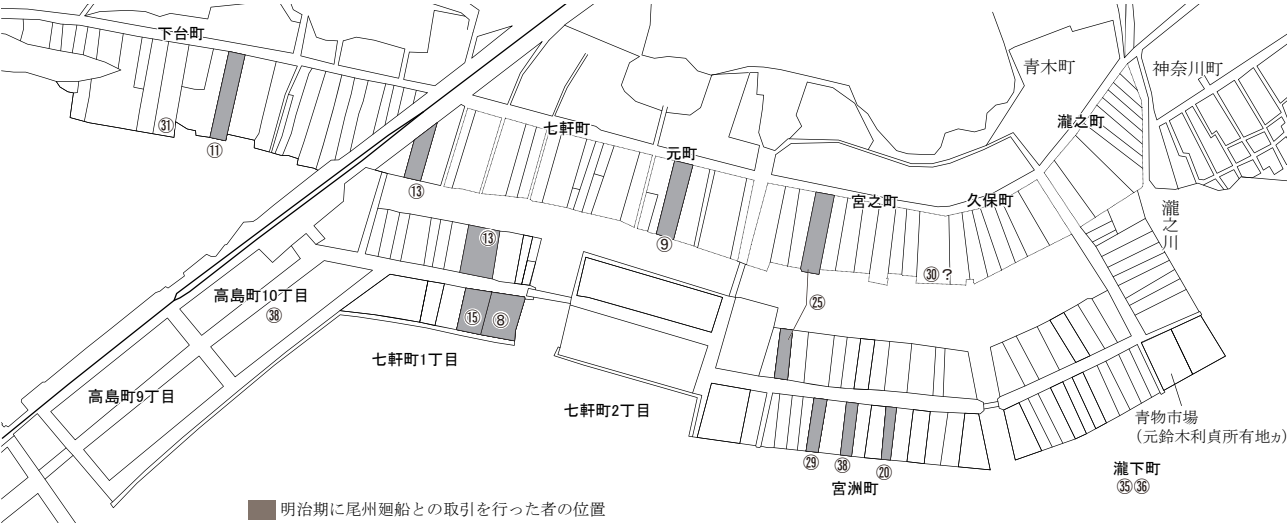 下台町
青木町
神奈川町
瀧之町
七軒町
元町
㉛
⑪
⑬
宮之町
久保町
瀧之川
⑬
⑨
㉚?
高島町10丁目
㊳
㉕
⑮
⑧
七軒町1丁目
高島町9丁目
七軒町2丁目
青物市場
(元鈴木利貞所有地ヵ)
㉙
㊳
⑳
宮洲町
瀧下町
㉟㊱
明治期に尾州廻船との取引を行った者の位置